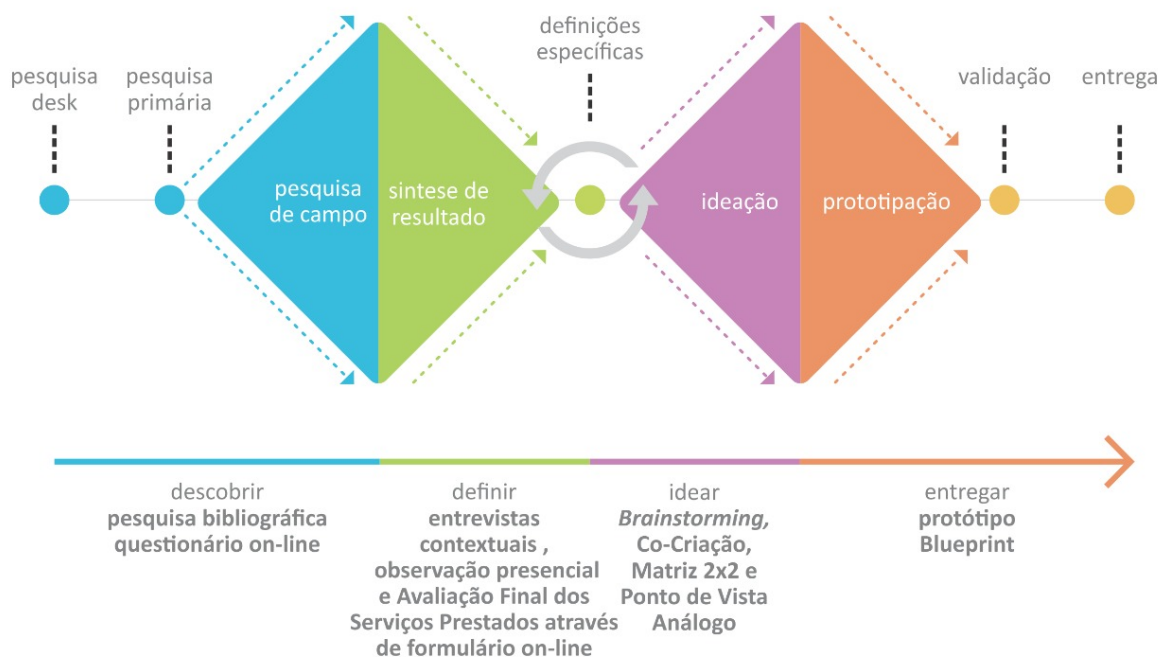 definições
específicas
pesquisa
desk
pesquisa
primária
validação
entrega
pesquisa
de campo
sintese de
resultado
ideação
prototipação
descobrir
pesquisa bibliográfica
questionário on-line
definir
entrevistas
contextuais ,
observação presencial
e Avaliação Final dos
Serviços Prestados através
de formulário on-line
idear
Brainstorming,
Co-Criação,
Matriz 2x2 e
Ponto de Vista
Análogo
entregar
protótipo
Blueprint